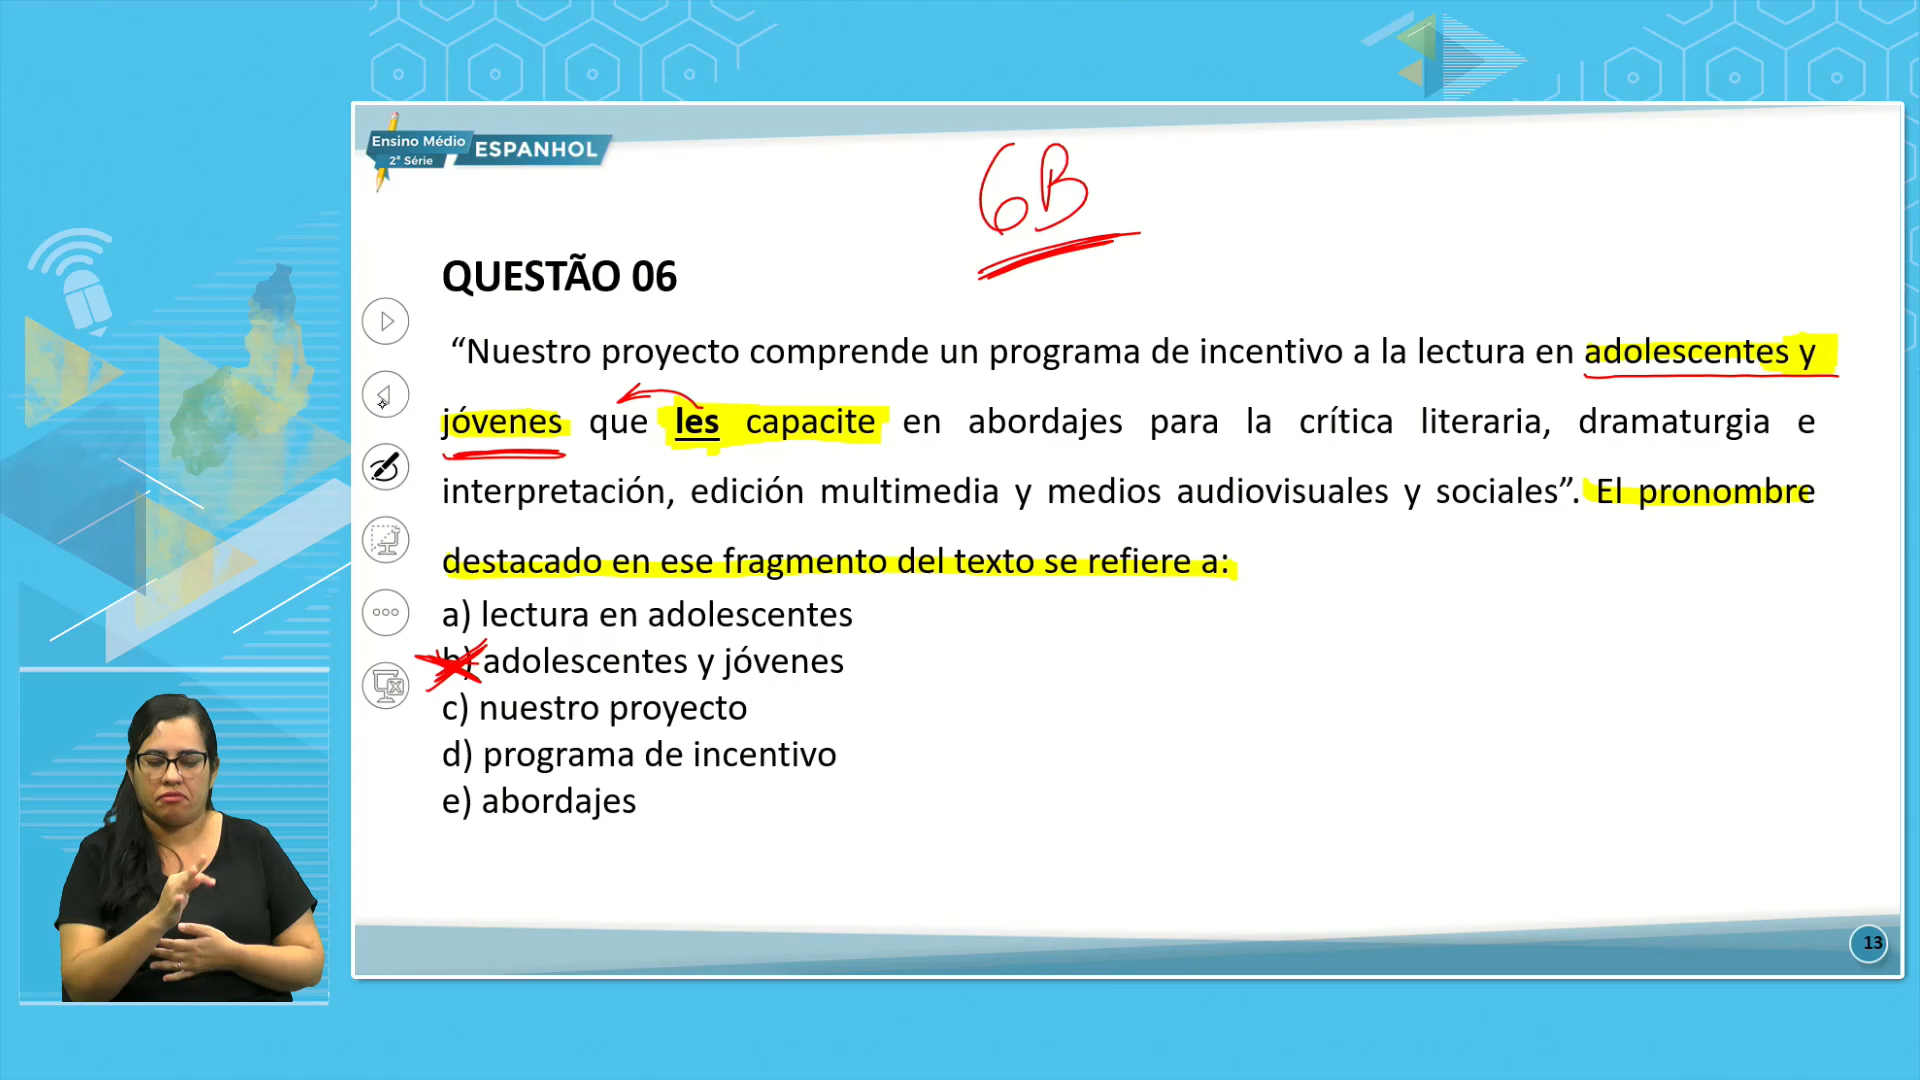 Ensino Médio
2ª Série
ESPANHOL
6B
QUESTÃO 06
“Nuestro proyecto comprende un programa de incentivo a la lectura en adolescentes y
jóvenes que les capacite en abordajes para la crítica literaria, dramaturgia e
interpretación, edición multimedia y medios audiovisuales y sociales”. El pronombre
destacado en ese fragmento del texto se refiere a:
a) lectura en adolescentes
b) adolescentes y jóvenes
c) nuestro proyecto
d) programa de incentivo
e) abordajes
13